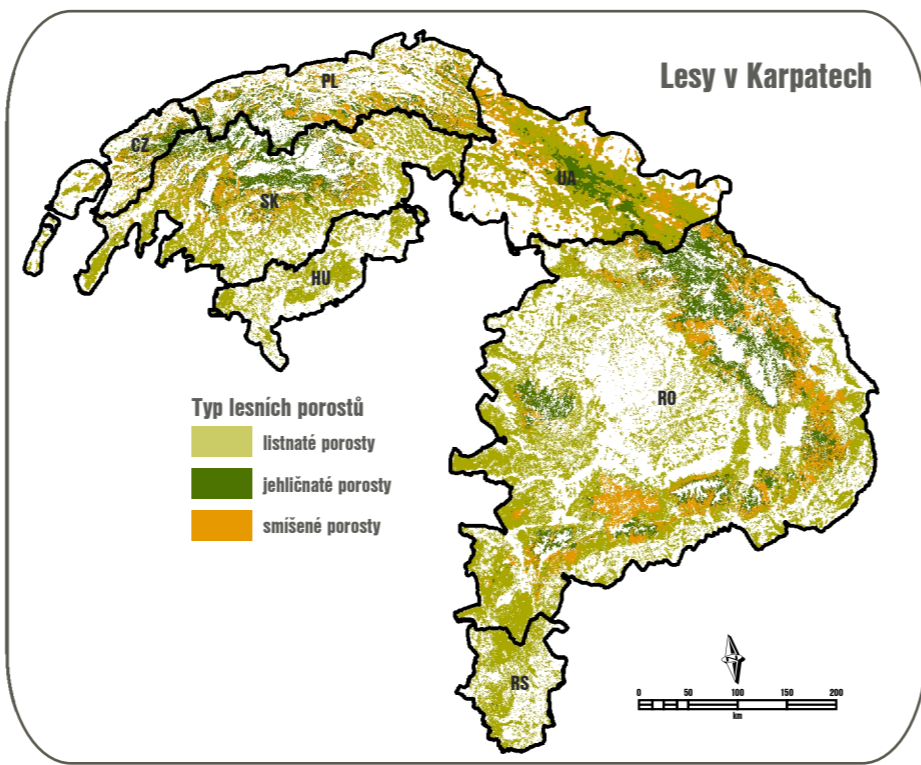 Lesy v Karpatech
PL
CZ
UA
SK
HU
RO
Typ lesních porostů
listnaté porosty
jehličnaté porosty
smíšené porosty
RS
0 50 100 150 200
km